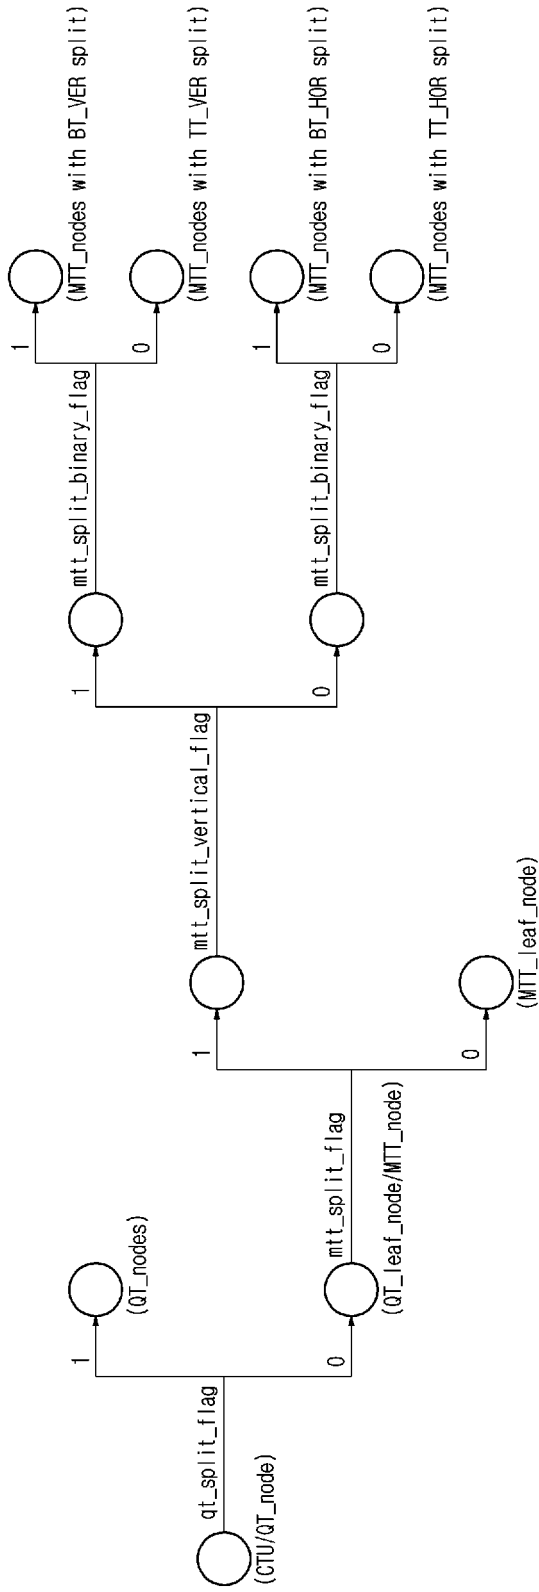 (CTU/QT_node)
qt_split_flag
1
0
(QT_nodes)
(QT_leaf_node/MTT_node)
mtt_split_flag
1
0
(MTT_leaf_node)
mtt_split_vertical_flag
1
0
mtt_split_binary_flag
mtt_split_binary_flag
1
0
1
0
(MTT_nodes with BT_VER split)
(MTT_nodes with TT_VER split)
(MTT_nodes with BT_HOR split)
(MTT_nodes with TT_HOR split)